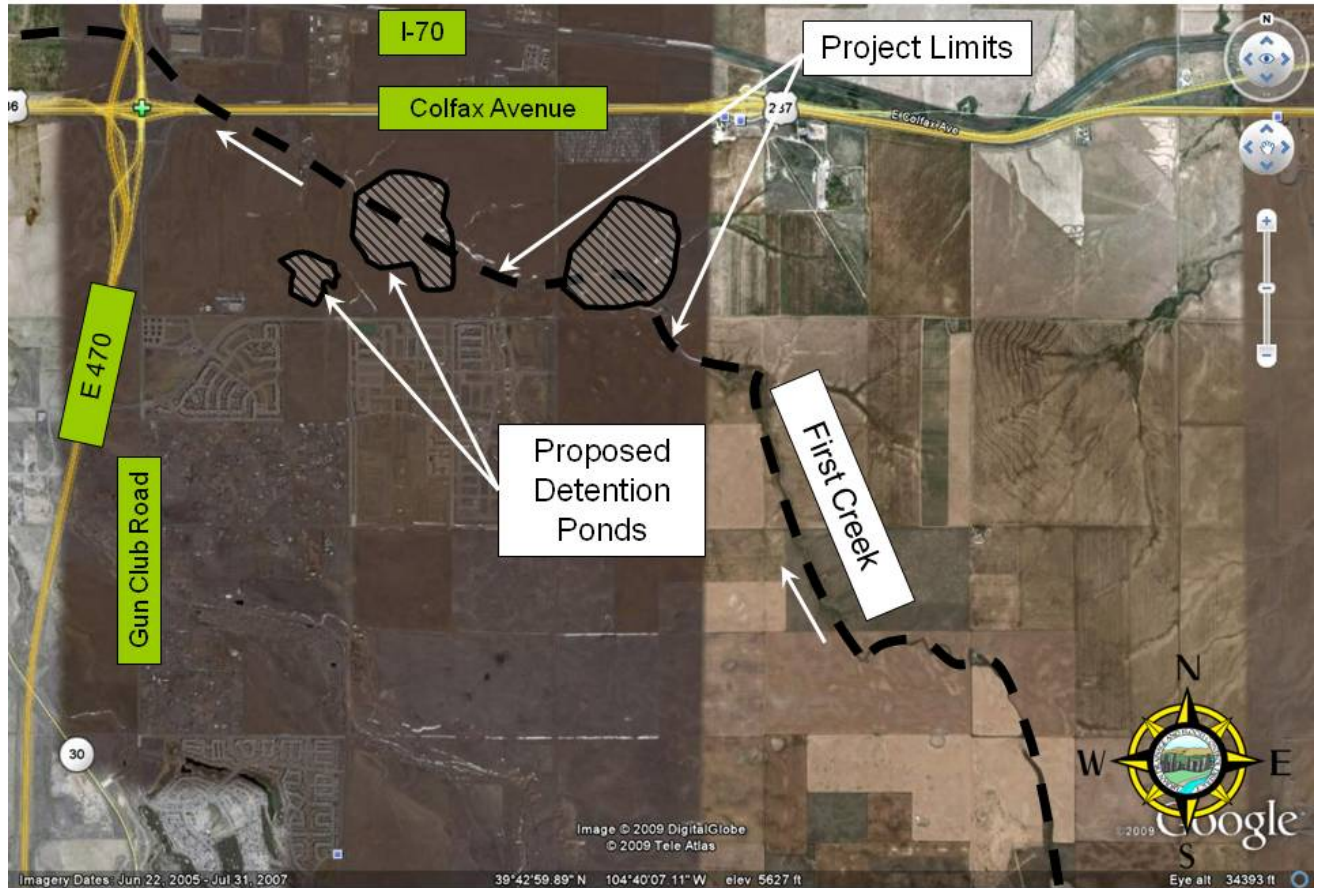 I-70
Project Limits
N
Colfax Avenue
36
287
E Colfax Ave
E 470
Proposed
Detention
Ponds
First Creek
Gun Club Road
N
W
E
S
30
Image © 2009 DigitalGlobe
© 2009 Tele Atlas
©2009 Google
Imagery Dates: Jun 22, 2005 - Jul 31, 2007
39°42'59.89" N 104°40'07.11" W elev 5627 ft
Eye alt 34393 ft